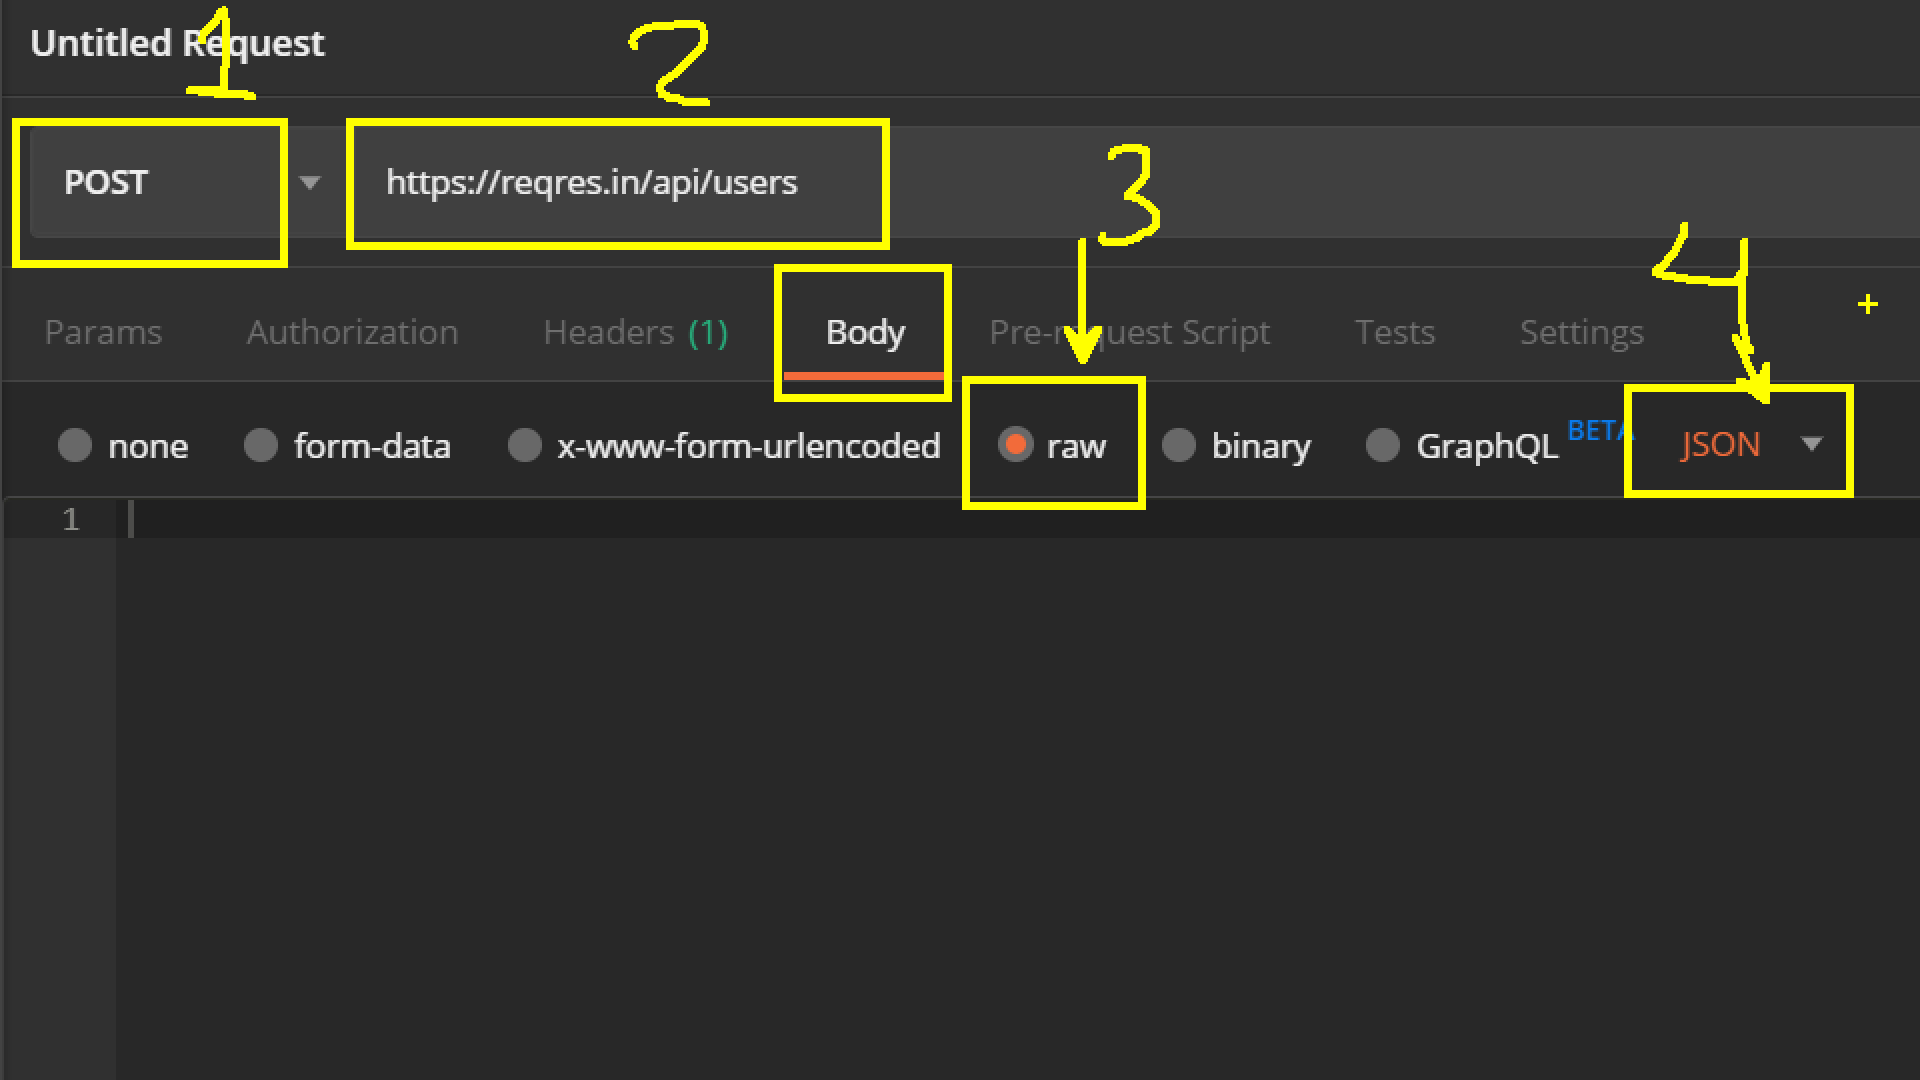 Untitled Request
1
2
POST
https://reqres.in/api/users
3
4
Params Authorization Headers (1) Body Pre-request Script Tests Settings
none form-data x-www-form-urlencoded raw binary GraphQL BETA JSON
1